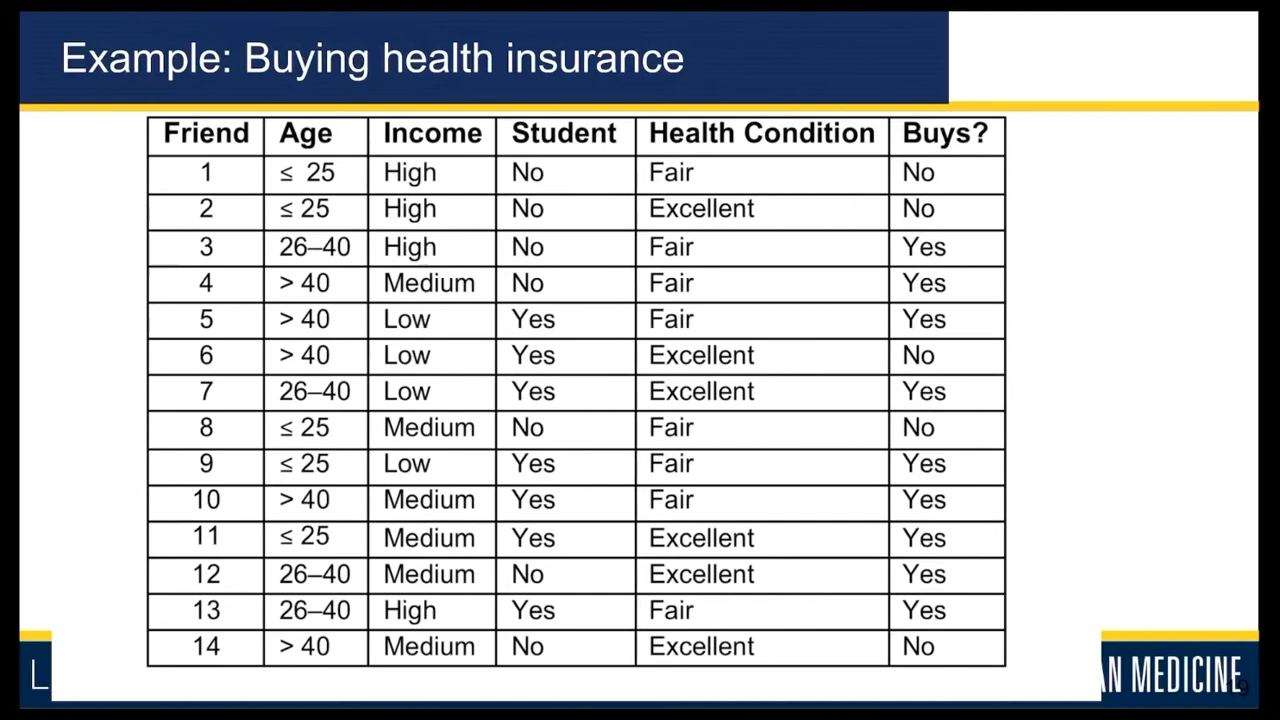 Example: Buying health insurance
Friend Age Income Student Health Condition Buys?
1 ≤ 25 High No Fair No
2 ≤ 25 High No Excellent No
3 26–40 High No Fair Yes
4 > 40 Medium No Fair Yes
5 > 40 Low Yes Fair Yes
6 > 40 Low Yes Excellent No
7 26–40 Low Yes Excellent Yes
8 ≤ 25 Medium No Fair No
9 ≤ 25 Low Yes Fair Yes
10 > 40 Medium Yes Fair Yes
11 ≤ 25 Medium Yes Excellent Yes
12 26–40 Medium No Excellent Yes
13 26–40 High Yes Fair Yes
14 > 40 Medium No Excellent No
L AN MEDICINE
19